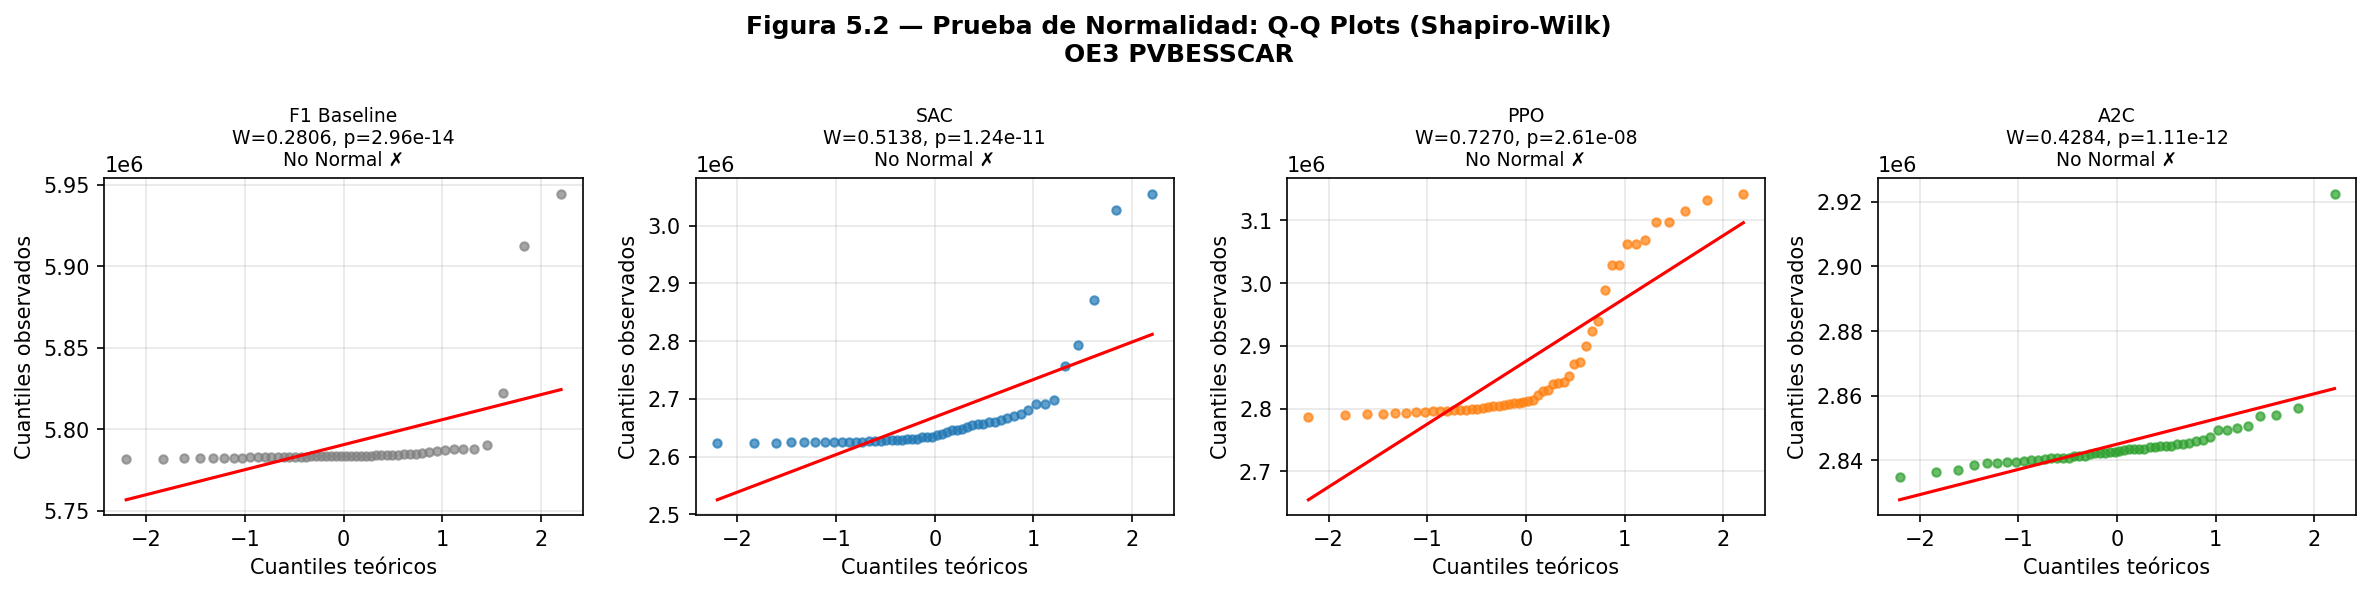 Figura 5.2 — Prueba de Normalidad: Q-Q Plots (Shapiro-Wilk)
OE3 PVBESSCAR
F1 Baseline
W=0.2806, p=2.96e-14
No Normal ✗
1e6
5.95
5.90
5.85
5.80
5.75
Cuantiles observados
−2
−1
0
1
2
Cuantiles teóricos
SAC
W=0.5138, p=1.24e-11
No Normal ✗
1e6
3.0
2.9
2.8
2.7
2.6
2.5
Cuantiles observados
−2
−1
0
1
2
Cuantiles teóricos
PPO
W=0.7270, p=2.61e-08
No Normal ✗
1e6
3.1
3.0
2.9
2.8
2.7
Cuantiles observados
−2
−1
0
1
2
Cuantiles teóricos
A2C
W=0.4284, p=1.11e-12
No Normal ✗
1e6
2.92
2.90
2.88
2.86
2.84
Cuantiles observados
−2
−1
0
1
2
Cuantiles teóricos